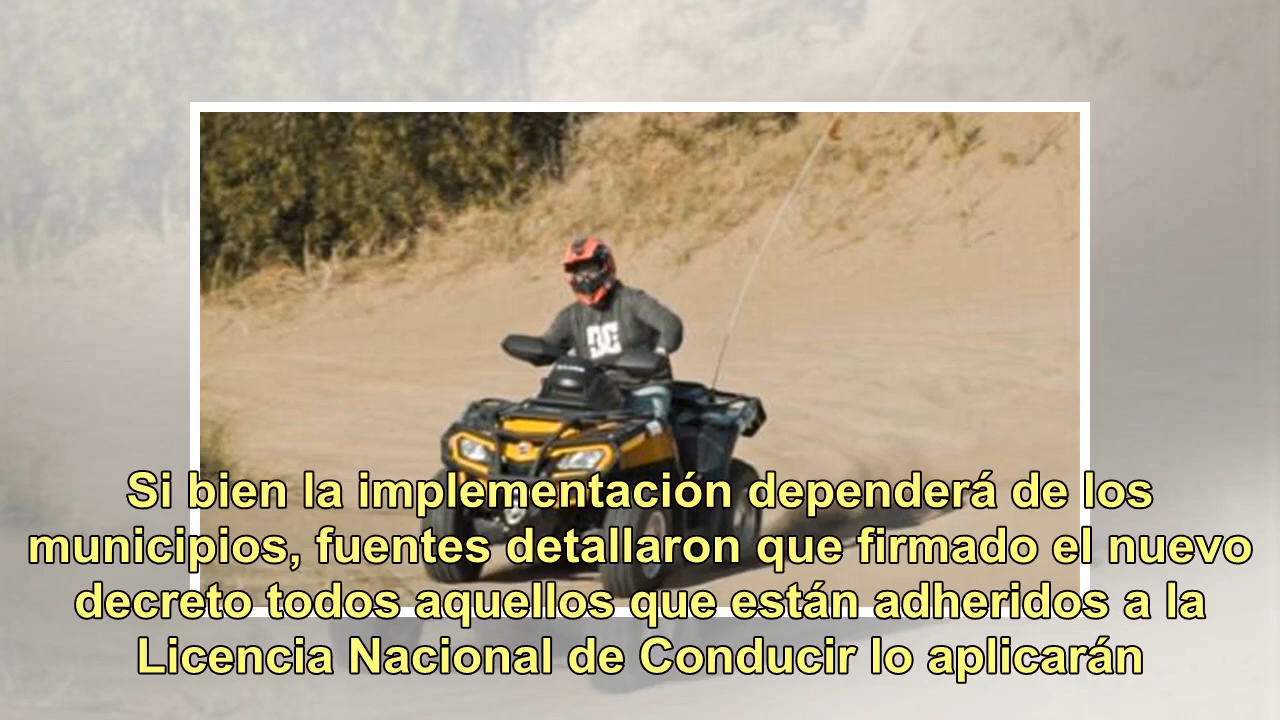 DC
Si bien la implementación dependerá de los
municipios, fuentes detallaron que firmado el nuevo
decreto todos aquellos que están adheridos a la
Licencia Nacional de Conducir lo aplicarán